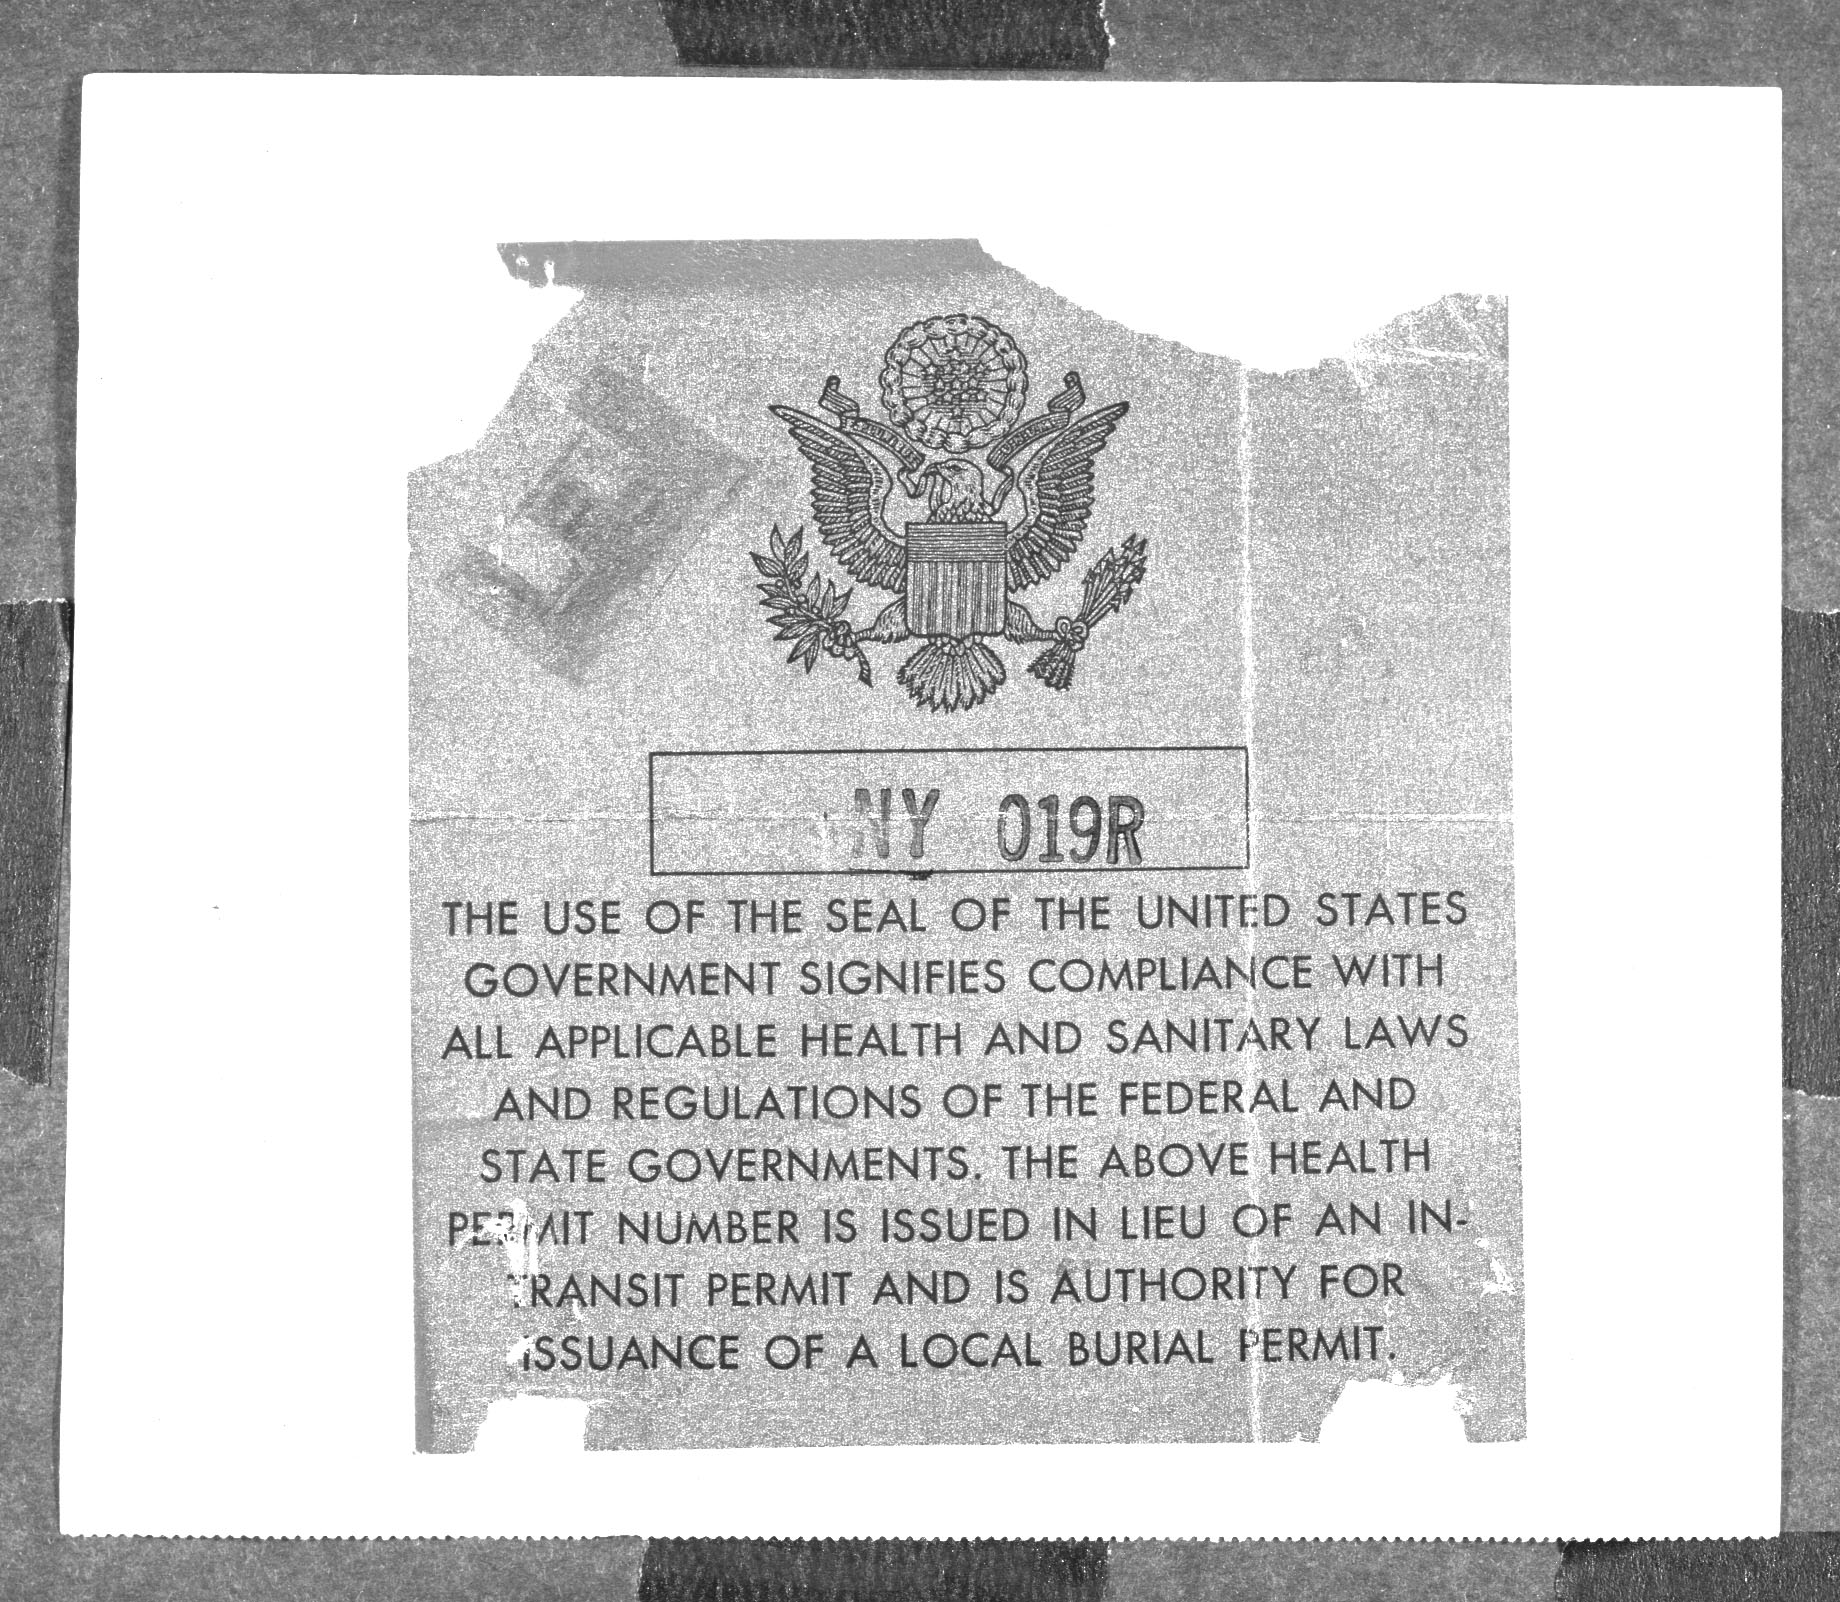 NY 019R
THE USE OF THE SEAL OF THE UNITED STATES
GOVERNMENT SIGNIFIES COMPLIANCE WITH
ALL APPLICABLE HEALTH AND SANITARY LAWS
AND REGULATIONS OF THE FEDERAL AND
STATE GOVERNMENTS. THE ABOVE HEALTH
PERMIT NUMBER IS ISSUED IN LIEU OF AN IN-
TRANSIT PERMIT AND IS AUTHORITY FOR
ISSUANCE OF A LOCAL BURIAL PERMIT.